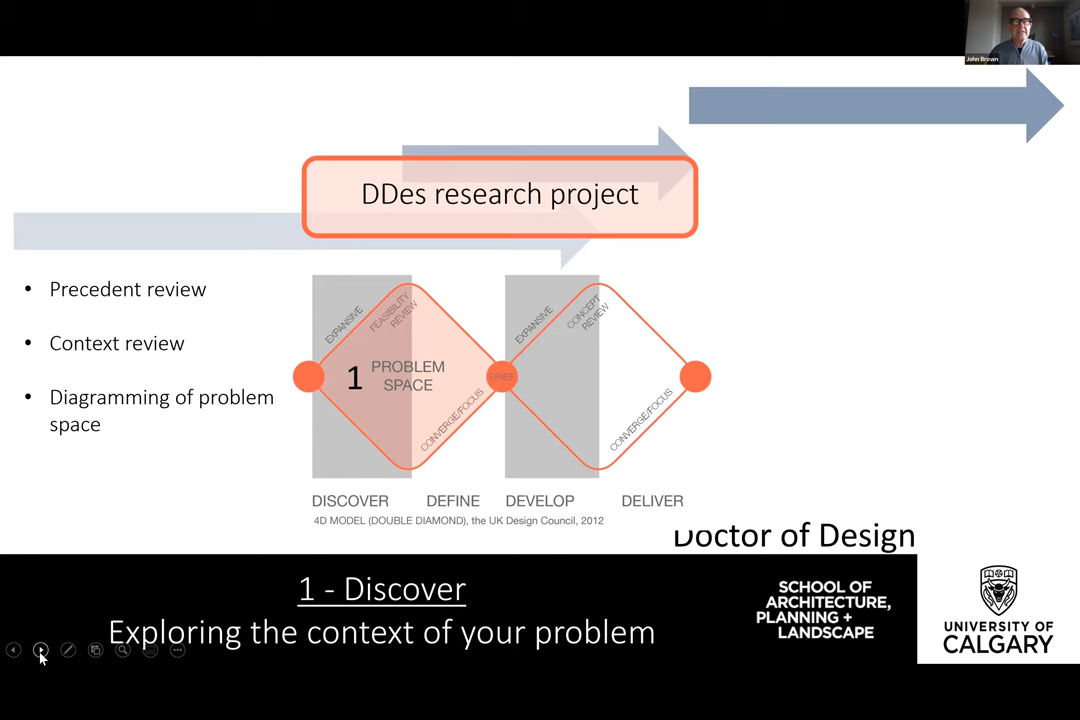 John Brown
DDes research project
• Precedent review
• Context review
• Diagramming of problem
space
EXPANSIVE
FEASIBILITY
REVIEW
1
PROBLEM
SPACE
CONVERGE/FOCUS
BRIEF
EXPANSIVE
CONCEPT
REVIEW
CONVERGE/FOCUS
DISCOVER DEFINE DEVELOP DELIVER
4D MODEL (DOUBLE DIAMOND), the UK Design Council, 2012
Doctor of Design
1 - Discover
Exploring the context of your problem
SCHOOL OF
ARCHITECTURE,
PLANNING +
LANDSCAPE
UNIVERSITY OF
CALGARY